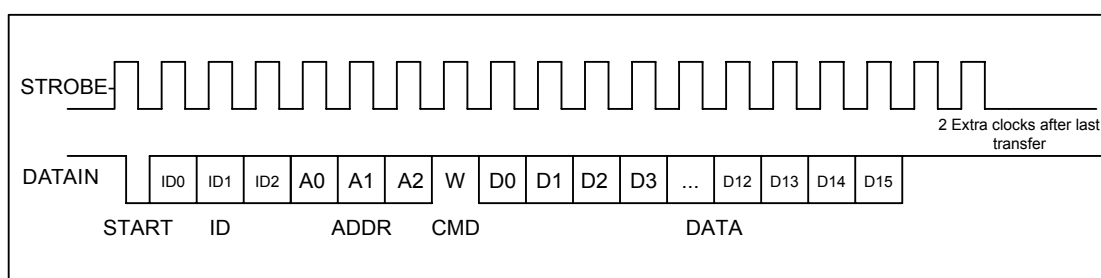 STROBE-
2 Extra clocks after last
transfer
DATAIN ID0 ID1 ID2 A0 A1 A2 W D0 D1 D2 D3 ... D12 D13 D14 D15
START ID ADDR CMD DATA